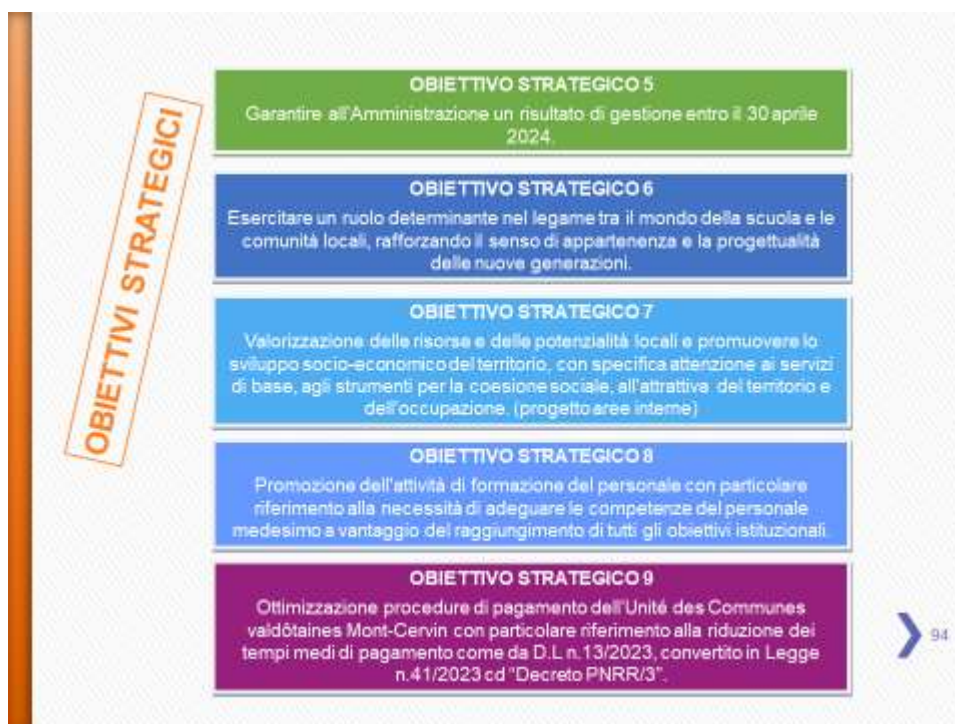 OBIETTIVI STRATEGICI
OBIETTIVO STRATEGICO 5
Garantire all'Amministrazione un risultato di gestione entro il 30 aprile
2024.
OBIETTIVO STRATEGICO 6
Esercitare un ruolo determinante nel legame tra il mondo della scuola e le
comunità locali, rafforzando il senso di appartenenza e la progettualità
delle nuove generazioni.
OBIETTIVO STRATEGICO 7
Valorizzazione delle risorse e delle potenzialità locali e promuovere lo
sviluppo socio-economico del territorio, con specifica attenzione ai servizi
di base, agli strumenti per la coesione sociale, all'attrattiva del territorio e
dell'occupazione. (progetto aree interne)
OBIETTIVO STRATEGICO 8
Promozione dell'attività di formazione del personale con particolare
riferimento alla necessità di adeguare le competenze del personale
medesimo a vantaggio del raggiungimento di tutti gli obiettivi istituzionali.
OBIETTIVO STRATEGICO 9
Ottimizzazione procedure di pagamento dell'Unité des Communes
valdôtaines Mont-Cervin con particolare riferimento alla riduzione dei
tempi medi di pagamento come da D.L n.13/2023, convertito in Legge
n.41/2023 cd "Decreto PNRR/3".
94